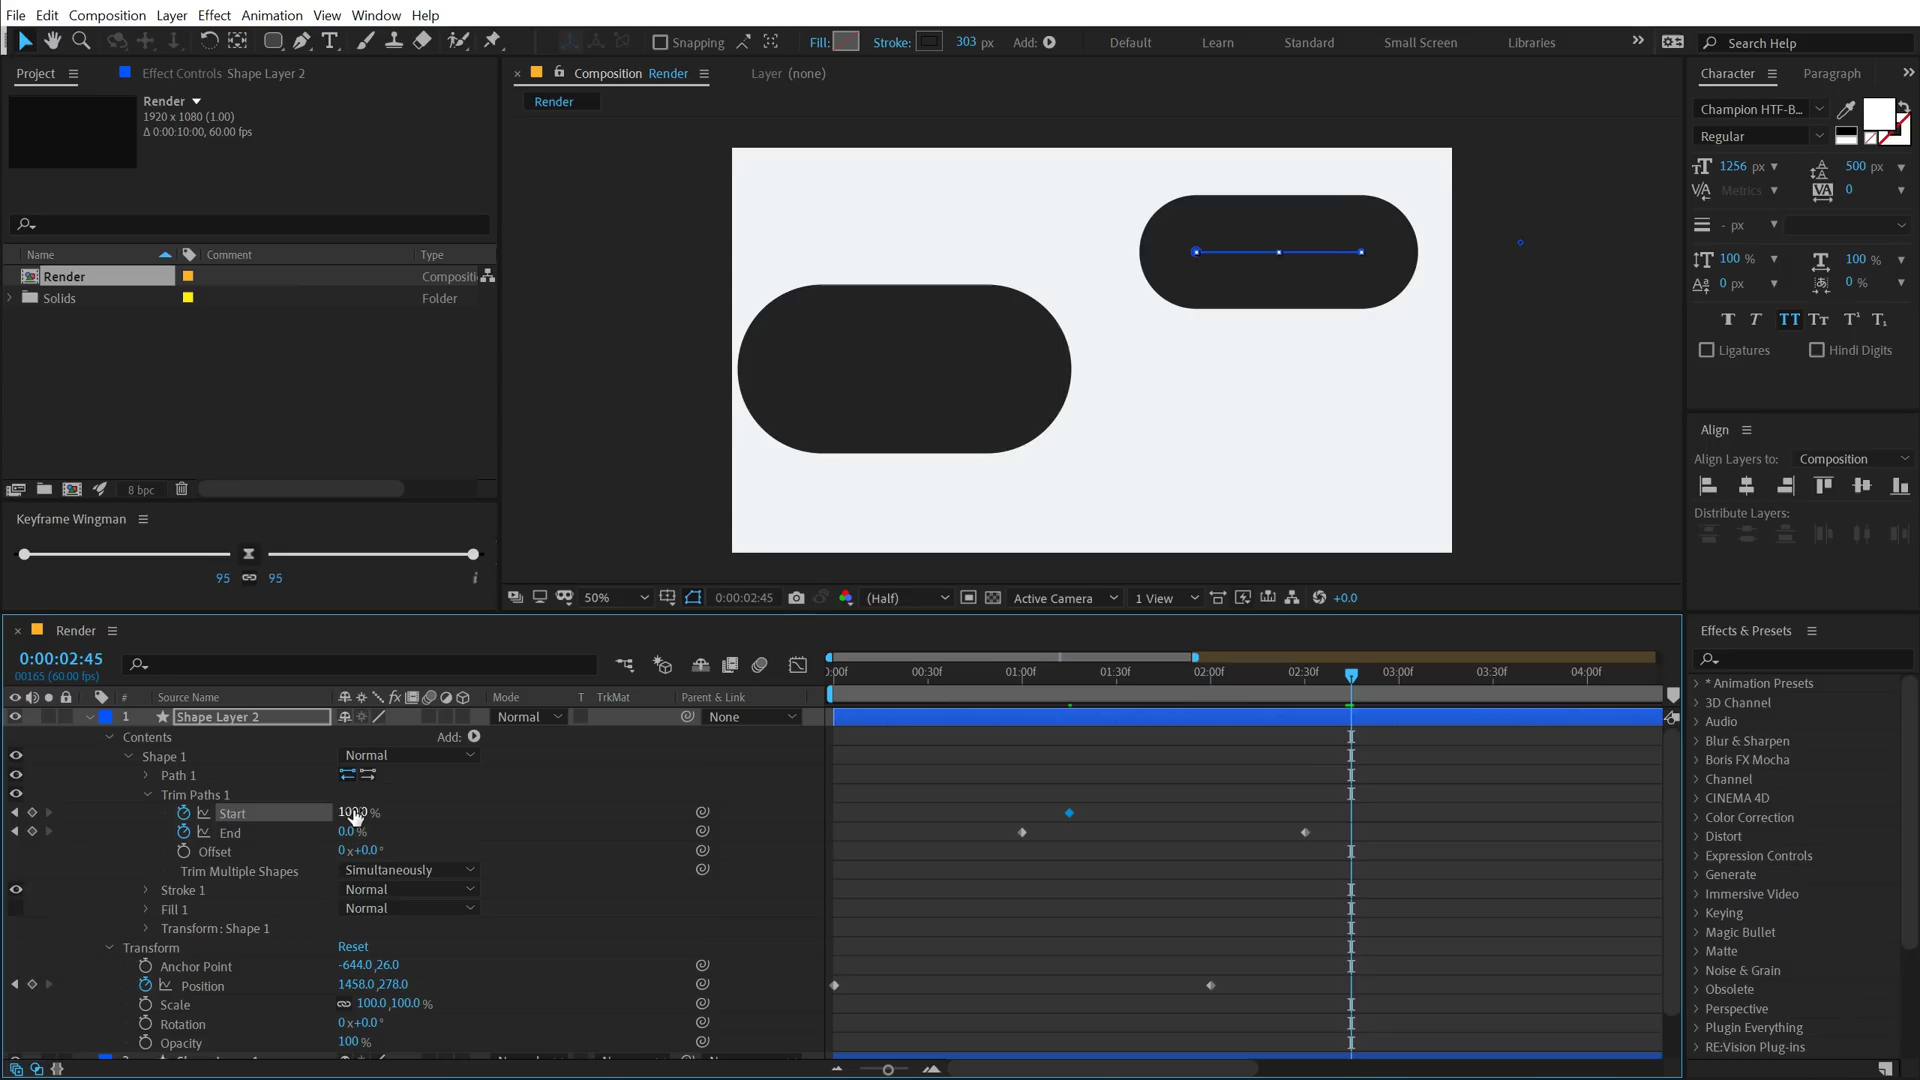 File Edit Composition Layer Effect Animation View Window Help
Snapping Fill: Stroke: 303 px Add: Default Learn Standard Small Screen Libraries Search Help
Project Effect Controls Shape Layer 2 Composition Render Layer (none) Character Paragraph
Render
1920 x 1080 (1.00)
Δ 0:00:10:00, 60.00 fps
Render
Champion HTF-B...
Regular
1256 px 500 px
Metrics 0
- px
100 % 100 %
0 px 0 %
Ligatures Hindi Digits
Name Comment Type
Render Compositi
Solids Folder
Align
Align Layers to: Composition
Distribute Layers:
8 bpc
Keyframe Wingman
95 95
50% 0:00:02:45 (Half) Active Camera 1 View +0.0
Render
0:00:02:45
00165 (60.00 fps)
:00f 00:30f 01:00f 01:30f 02:00f 02:30f 03:00f 03:30f 04:00f
# Source Name Mode T TrkMat Parent & Link
1 Shape Layer 2 Normal None
Contents Add:
Shape 1 Normal
Path 1
Trim Paths 1
Start 100.0 %
End 0.0 %
Offset 0 x+0.0 °
Trim Multiple Shapes Simultaneously
Stroke 1 Normal
Fill 1 Normal
Transform: Shape 1
Transform Reset
Anchor Point -644.0,26.0
Position 1458.0,278.0
Scale 100.0,100.0 %
Rotation 0 x+0.0 °
Opacity 100 %
Effects & Presets
* Animation Presets
3D Channel
Audio
Blur & Sharpen
Boris FX Mocha
Channel
CINEMA 4D
Color Correction
Distort
Expression Controls
Generate
Immersive Video
Keying
Magic Bullet
Matte
Noise & Grain
Obsolete
Perspective
Plugin Everything
RE:Vision Plug-ins